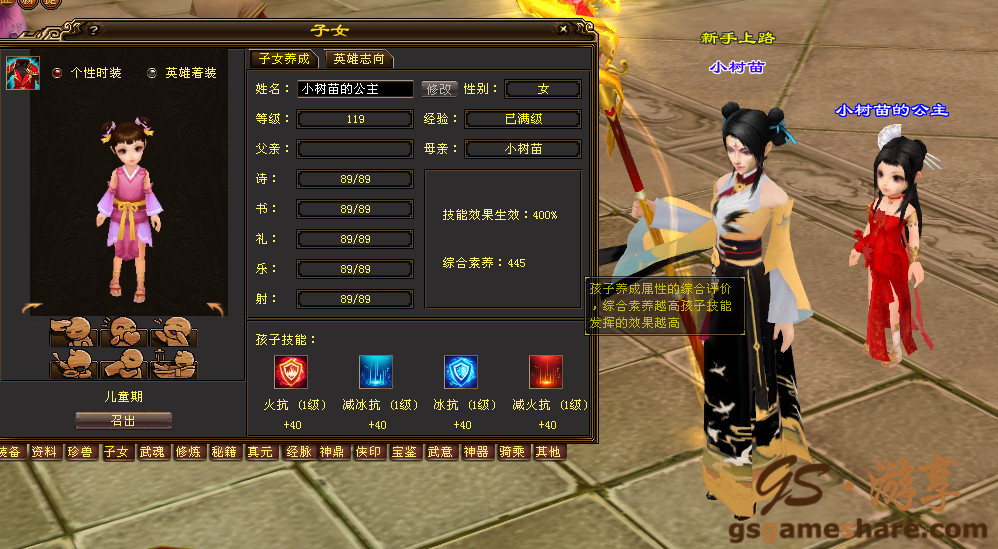 子女
?
×
个性时装
英雄着装
子女养成
英雄志向
姓名：
小树苗的公主
修改
性别：
女
等级：
119
经验：
已满级
父亲：
母亲：
小树苗
诗：
89/89
书：
89/89
礼：
89/89
乐：
89/89
射：
89/89
技能效果生效：400%
综合素养：445
孩子技能：
火抗 (1级)
减冰抗 (1级)
冰抗 (1级)
减火抗 (1级)
+40
+40
+40
+40
儿童期
召出
装备 资料 珍兽 子女 武魂 修炼 秘籍 真元 经脉 神鼎 侠印 宝鉴 武意 神器 骑乘 其他
新手上路
小树苗
小树苗的公主
孩子养成属性的综合评价
，综合素养越高孩子技能
发挥的效果越高
GS·游享
gsgameshare.com